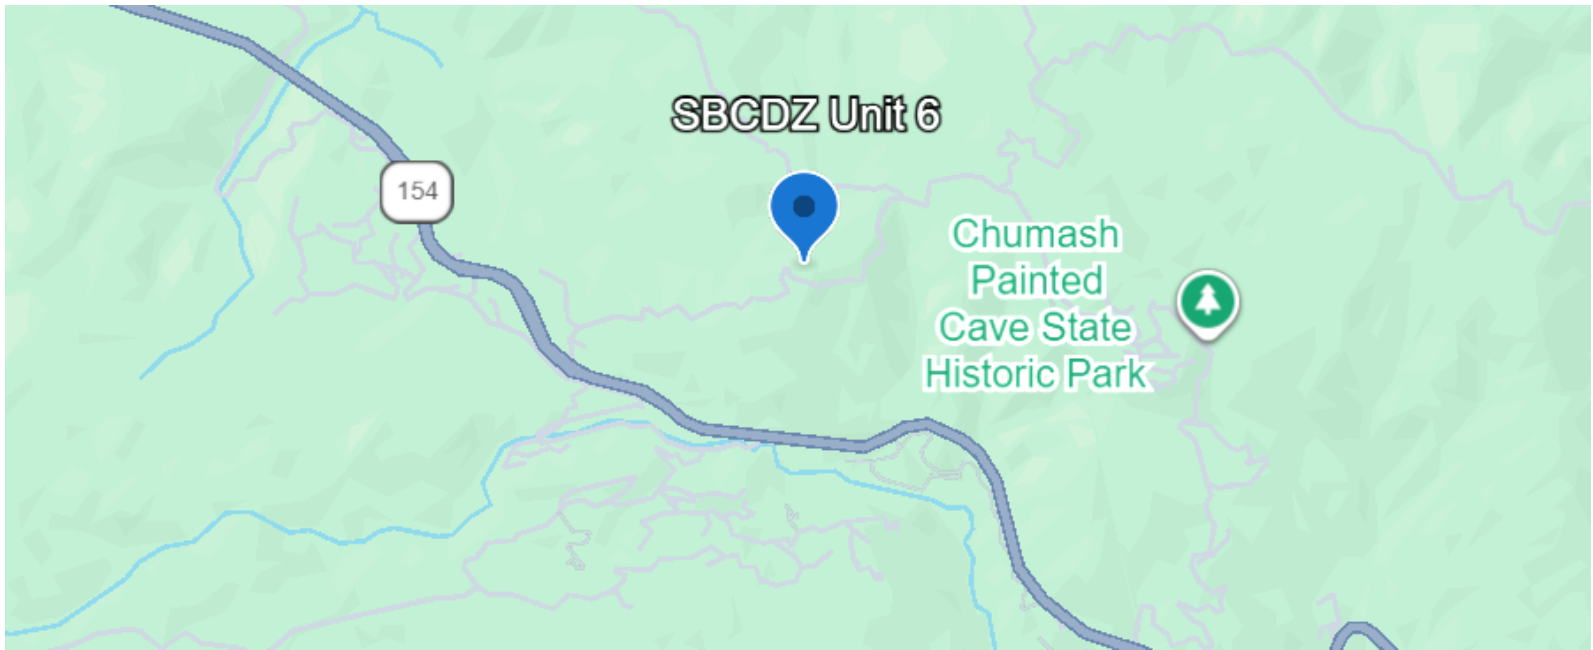 SBCDZ Unit 6
154
Chumash
Painted
Cave State
Historic Park